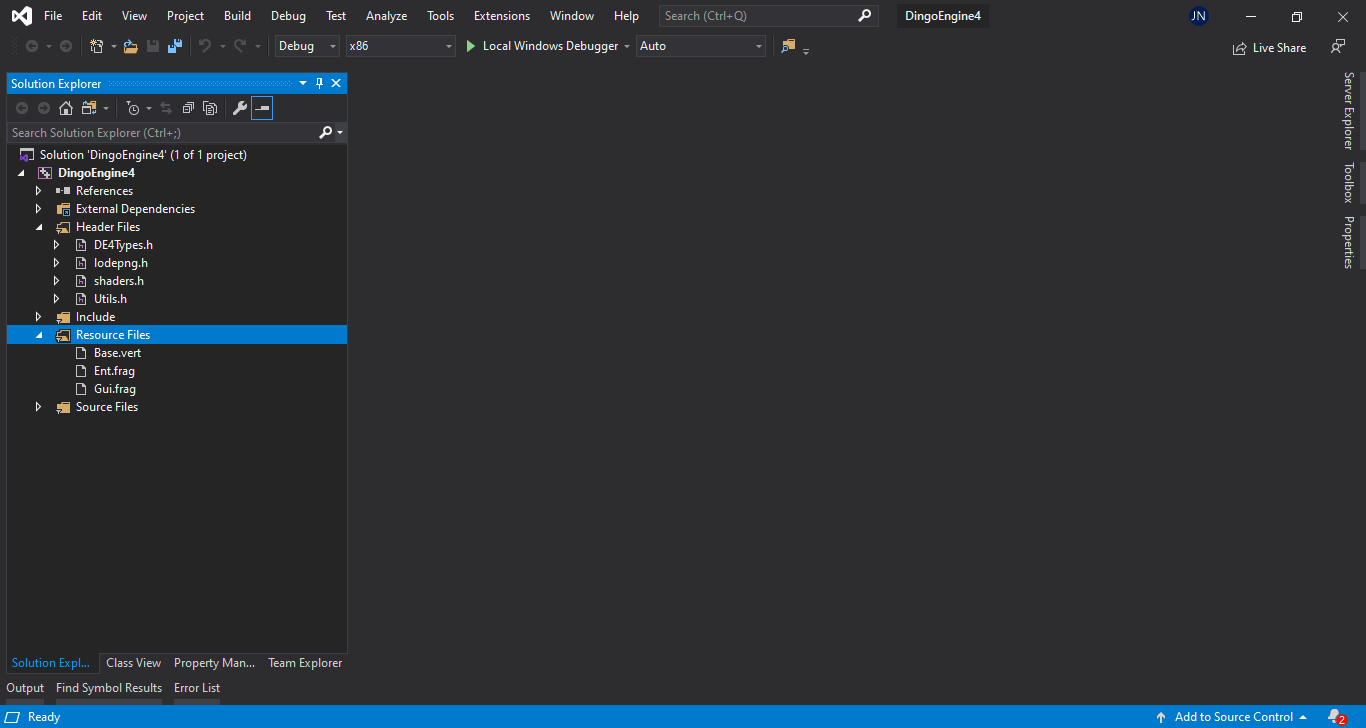 File Edit View Project Build Debug Test Analyze Tools Extensions Window Help Search (Ctrl+Q) DingoEngine4 JN
Debug x86 Local Windows Debugger Auto Live Share
Solution Explorer
Search Solution Explorer (Ctrl+;)
Solution 'DingoEngine4' (1 of 1 project)
DingoEngine4
References
External Dependencies
Header Files
DE4Types.h
lodepng.h
shaders.h
Utils.h
Include
Resource Files
Base.vert
Ent.frag
Gui.frag
Source Files
Server Explorer
Toolbox
Properties
Solution Expl... Class View Property Man... Team Explorer
Output Find Symbol Results Error List
Ready Add to Source Control 2